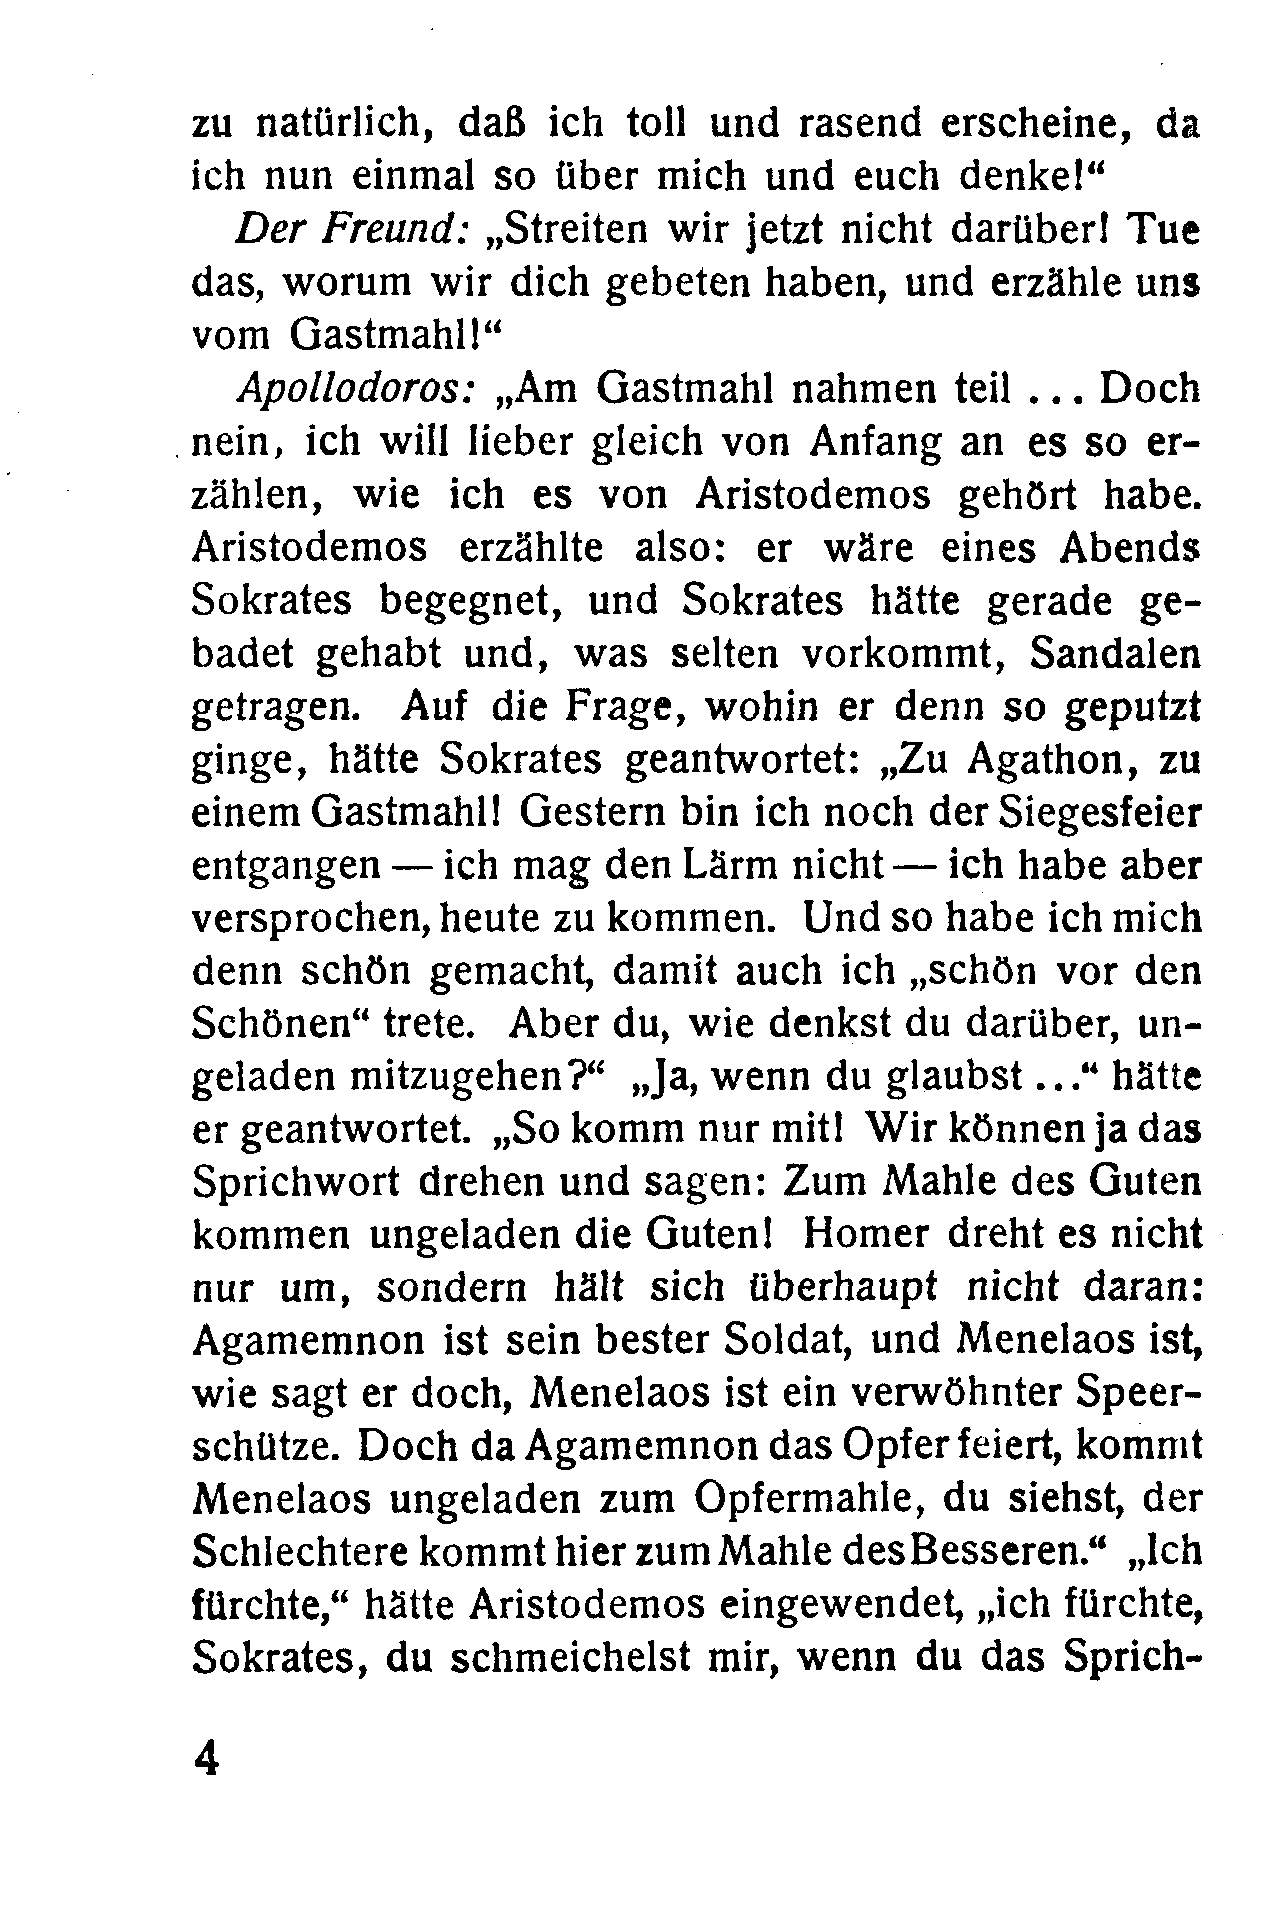 zu natürlich, daß ich toll und rasend erscheine, da
ich nun einmal so über mich und euch denke!“
Der Freund: „Streiten wir jetzt nicht darüber! Tue
das, worum wir dich gebeten haben, und erzähle uns
vom Gastmahl!“
Apollodoros: „Am Gastmahl nahmen teil ... Doch
nein, ich will lieber gleich von Anfang an es so er-
zählen, wie ich es von Aristodemos gehört habe.
Aristodemos erzählte also: er wäre eines Abends
Sokrates begegnet, und Sokrates hätte gerade ge-
badet gehabt und, was selten vorkommt, Sandalen
getragen. Auf die Frage, wohin er denn so geputzt
ginge, hätte Sokrates geantwortet: „Zu Agathon, zu
einem Gastmahl! Gestern bin ich noch der Siegesfeier
entgangen — ich mag den Lärm nicht — ich habe aber
versprochen, heute zu kommen. Und so habe ich mich
denn schön gemacht, damit auch ich „schön vor den
Schönen“ trete. Aber du, wie denkst du darüber, un-
geladen mitzugehen?“ „Ja, wenn du glaubst ...“ hätte
er geantwortet. „So komm nur mit! Wir können ja das
Sprichwort drehen und sagen: Zum Mahle des Guten
kommen ungeladen die Guten! Homer dreht es nicht
nur um, sondern hält sich überhaupt nicht daran:
Agamemnon ist sein bester Soldat, und Menelaos ist,
wie sagt er doch, Menelaos ist ein verwöhnter Speer-
schütze. Doch da Agamemnon das Opfer feiert, kommt
Menelaos ungeladen zum Opfermahle, du siehst, der
Schlechtere kommt hier zum Mahle des Besseren.“ „Ich
fürchte,“ hätte Aristodemos eingewendet, „ich fürchte,
Sokrates, du schmeichelst mir, wenn du das Sprich-
4